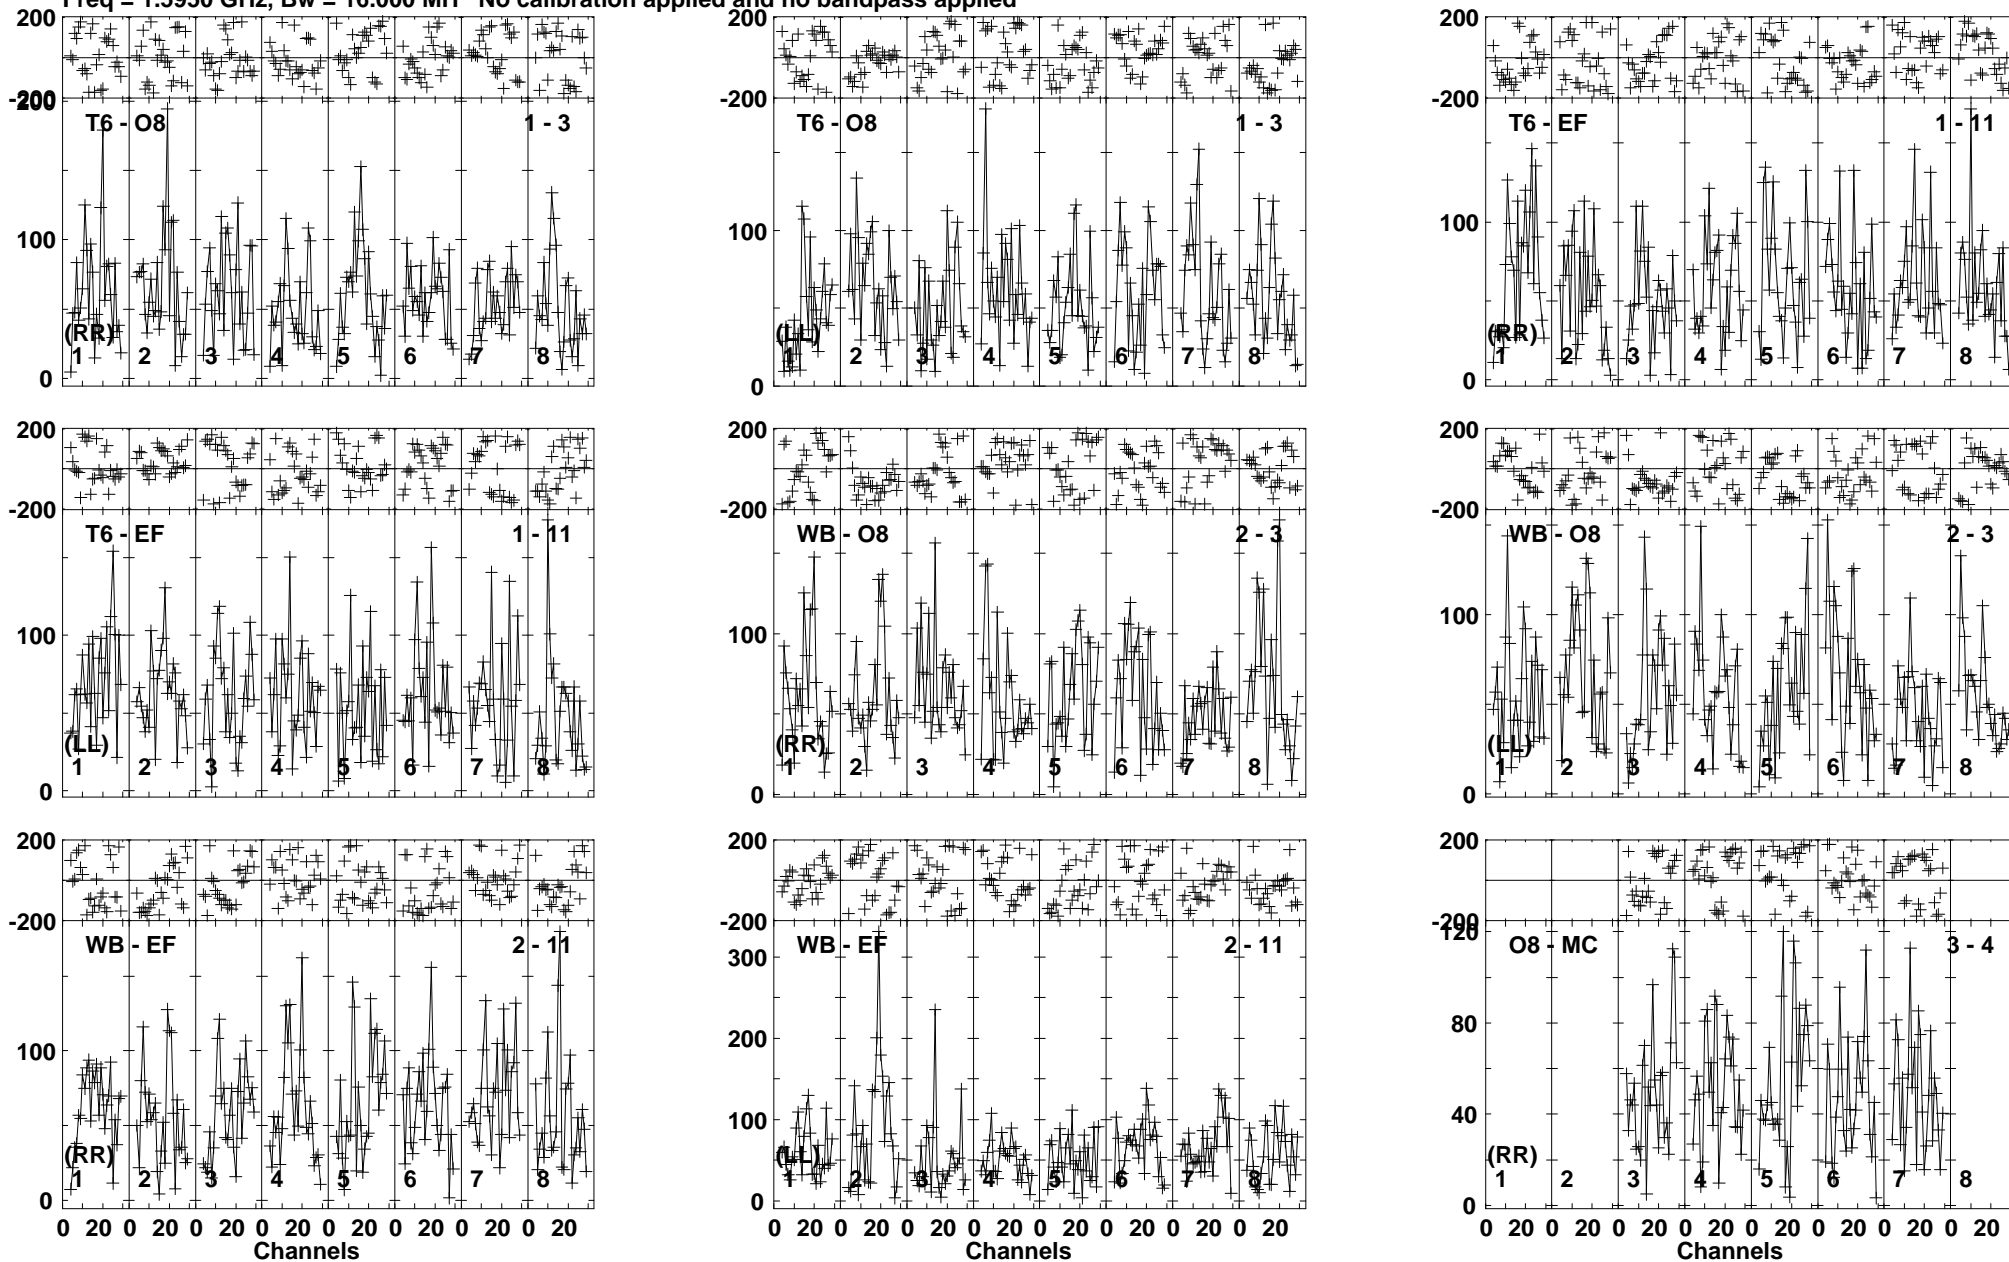 Freq = 1.5950 GHz, Bw = 16.000 MH No calibration applied and no bandpass applied
200 200 200
-200 -200 -200
200
T6 - O8 1 - 3 T6 - O8 1 - 3 T6 - EF 1 - 11
100 100 100
(RR) (LL) (RR)
1 2 3 4 5 6 7 8 1 2 3 4 5 6 7 8 1 2 3 4 5 6 7 8
0 0 0
200 200 200
-200 -200 -200
T6 - EF 1 - 11 WB - O8 2 - 3 WB - O8 2 - 3
100 100 100
(LL) (RR) (LL)
1 2 3 4 5 6 7 8 1 2 3 4 5 6 7 8 1 2 3 4 5 6 7 8
0 0 0
200 200 200
-200 -200 -200
WB - EF 2 - 11 WB - EF 2 - 11 O8 - MC 3 - 4
120
300
200
100 100
80
40
(RR) (LL) (RR)
1 2 3 4 5 6 7 8 1 2 3 4 5 6 7 8 1 2 3 4 5 6 7 8
0 0 0
0 20 0 20 0 20 0 20 0 20 0 20 0 20 0 20 0 20 0 20 0 20 0 20 0 20 0 20 0 20 0 20 0 20 0 20 0 20 0 20 0 20 0 20 0 20 0 20
Channels Channels Channels